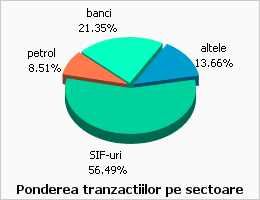 banci
21.35%
altele
13.66%
petrol
8.51%
SIF-uri
56.49%
Ponderea tranzactiilor pe sectoare